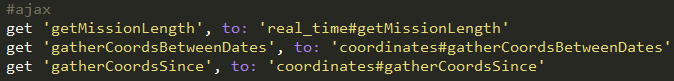 #ajax
get 'getMissionLength', to: 'real_time#getMissionLength'
get 'gatherCoordsBetweenDates', to: 'coordinates#gatherCoordsBetweenDates'
get 'gatherCoordsSince', to: 'coordinates#gatherCoordsSince'